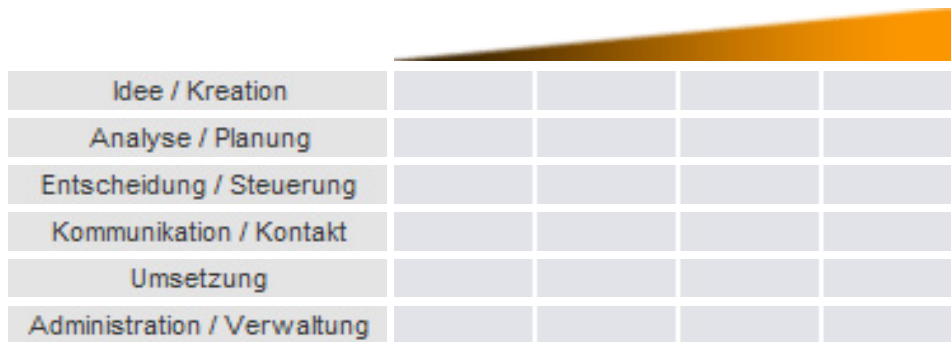 Idee / Kreation
Analyse / Planung
Entscheidung / Steuerung
Kommunikation / Kontakt
Umsetzung
Administration / Verwaltung